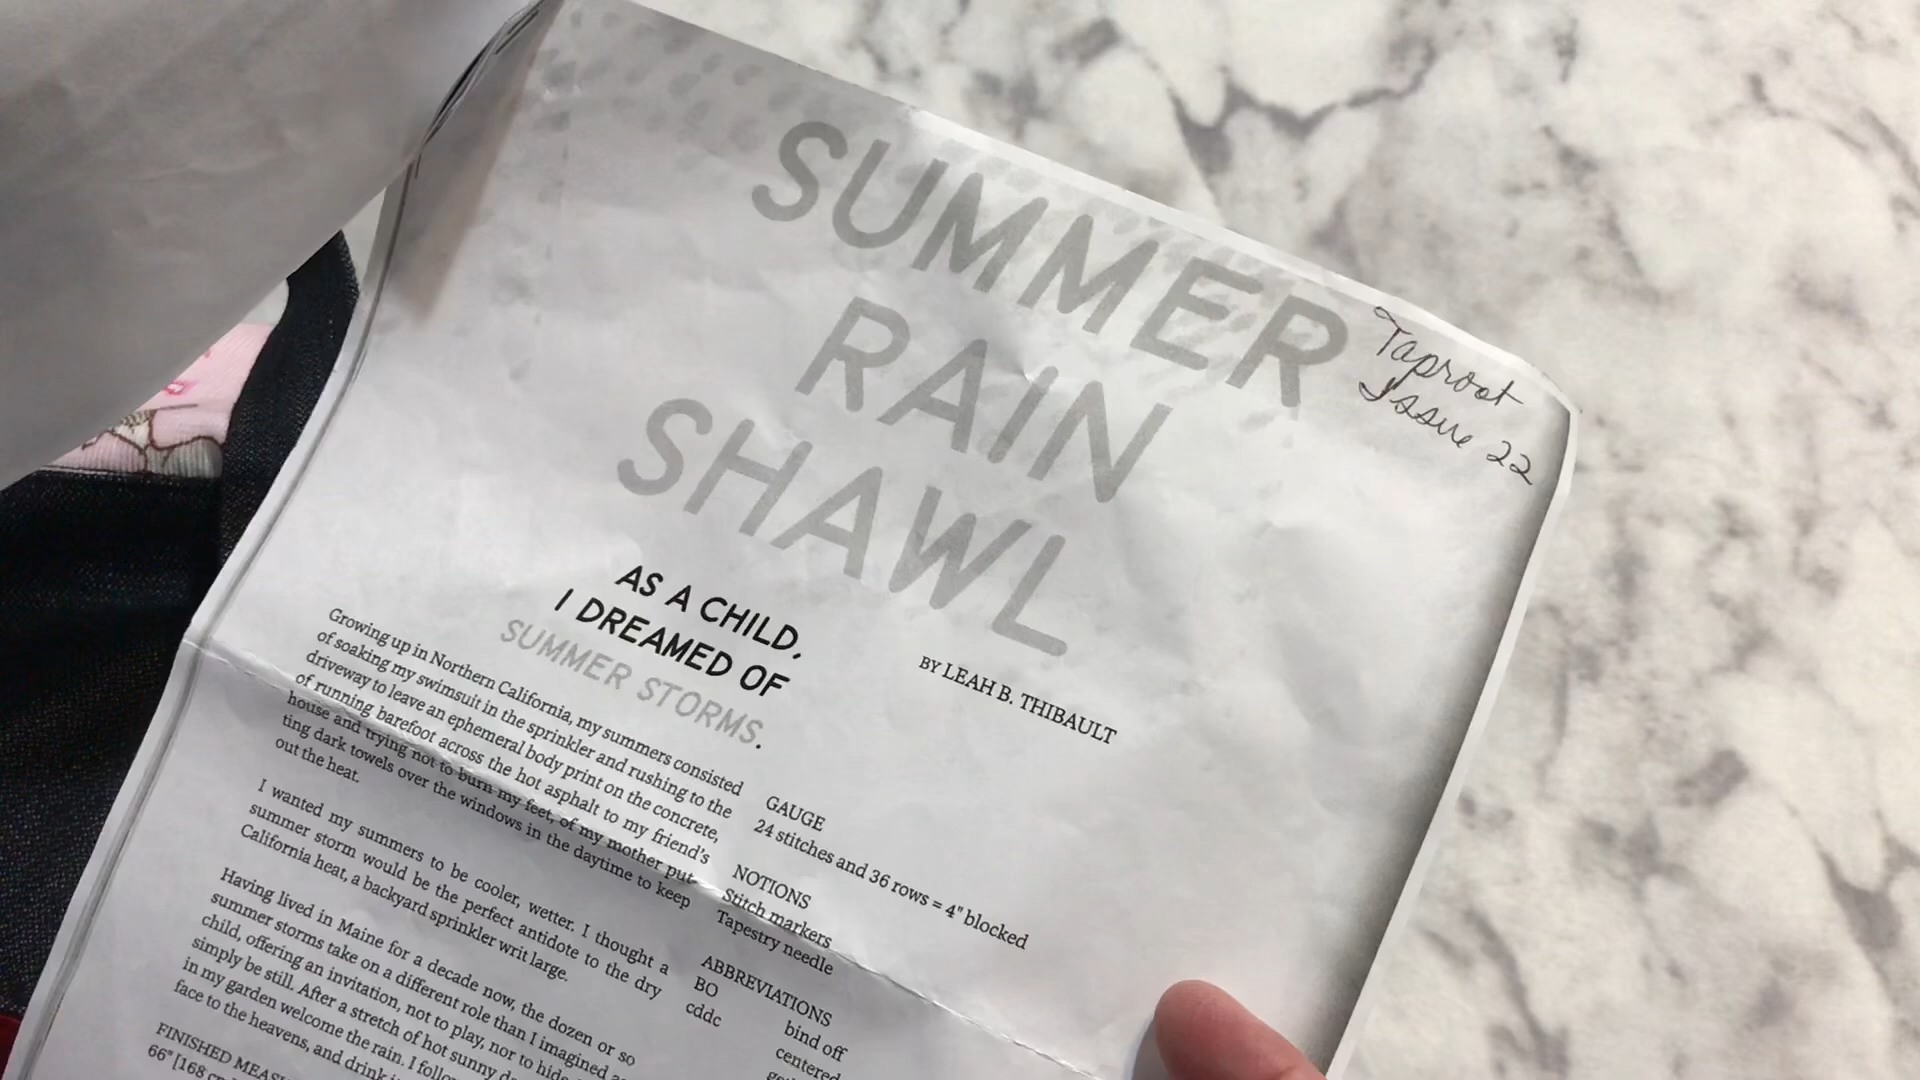 SUMMER
RAIN
SHAWL
Taproot
Issue 22
AS A CHILD,
I DREAMED OF
SUMMER STORMS.
BY LEAH B. THIBAULT
Growing up in Northern California, my summers consisted
of soaking my swimsuit in the sprinkler and rushing to the
driveway to leave an ephemeral body print on the concrete,
of running barefoot across the hot asphalt to my friend's
house and trying not to burn my feet, of my mother put-
ting dark towels over the windows in the daytime to keep
out the heat.
I wanted my summers to be cooler, wetter. I thought a
summer storm would be the perfect antidote to the dry
California heat, a backyard sprinkler writ large.
Having lived in Maine for a decade now, the dozen or so
summer storms take on a different role than I imagined as a
child, offering an invitation, not to play, nor to hide
simply be still. After a stretch of hot sunny
in my garden welcome the rain. I
face to the heavens, and drink
FINISHED
66" [168
GAUGE
24 stitches and 36 rows = 4" blocked
NOTIONS
Stitch markers
Tapestry needle
ABBREVIATIONS
BO bind off
cddc centered